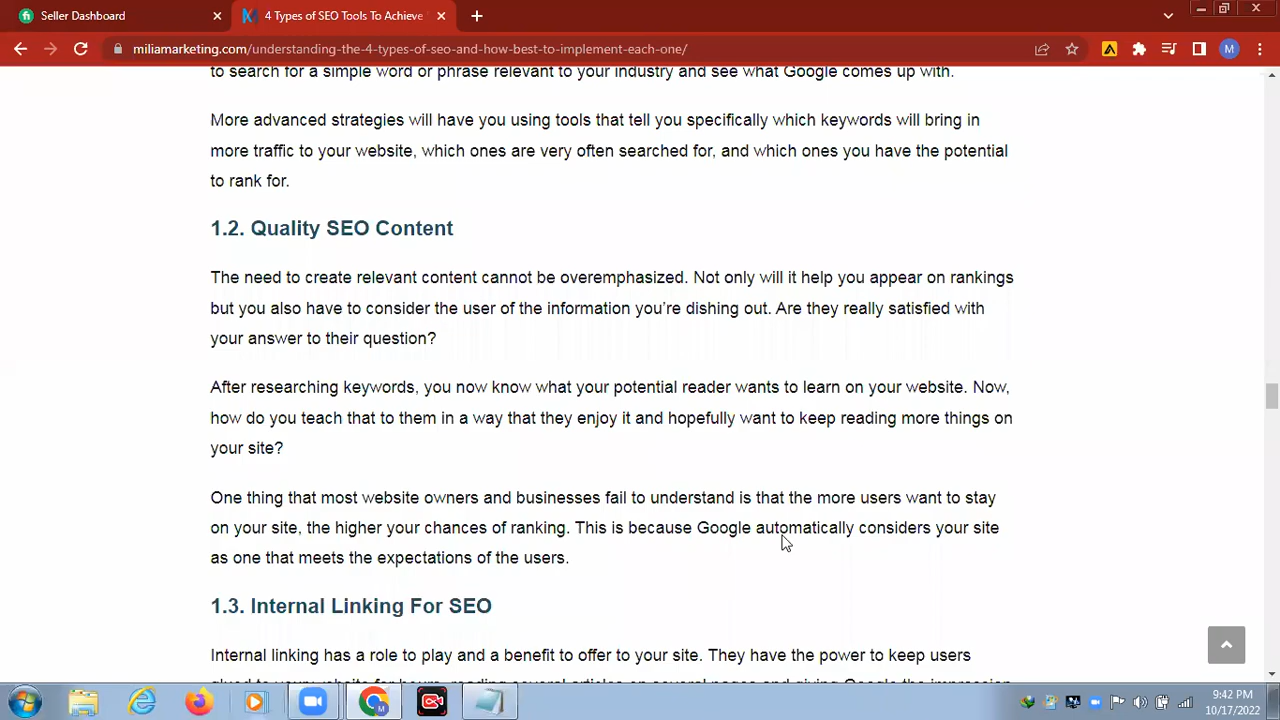 Seller Dashboard
4 Types of SEO Tools To Achieve
miliamarketing.com/understanding-the-4-types-of-seo-and-how-best-to-implement-each-one/
M
to search for a simple word or phrase relevant to your industry and see what Google comes up with.
More advanced strategies will have you using tools that tell you specifically which keywords will bring in
more traffic to your website, which ones are very often searched for, and which ones you have the potential
to rank for.
1.2. Quality SEO Content
The need to create relevant content cannot be overemphasized. Not only will it help you appear on rankings
but you also have to consider the user of the information you’re dishing out. Are they really satisfied with
your answer to their question?
After researching keywords, you now know what your potential reader wants to learn on your website. Now,
how do you teach that to them in a way that they enjoy it and hopefully want to keep reading more things on
your site?
One thing that most website owners and businesses fail to understand is that the more users want to stay
on your site, the higher your chances of ranking. This is because Google automatically considers your site
as one that meets the expectations of the users.
1.3. Internal Linking For SEO
Internal linking has a role to play and a benefit to offer to your site. They have the power to keep users
9:42 PM
10/17/2022